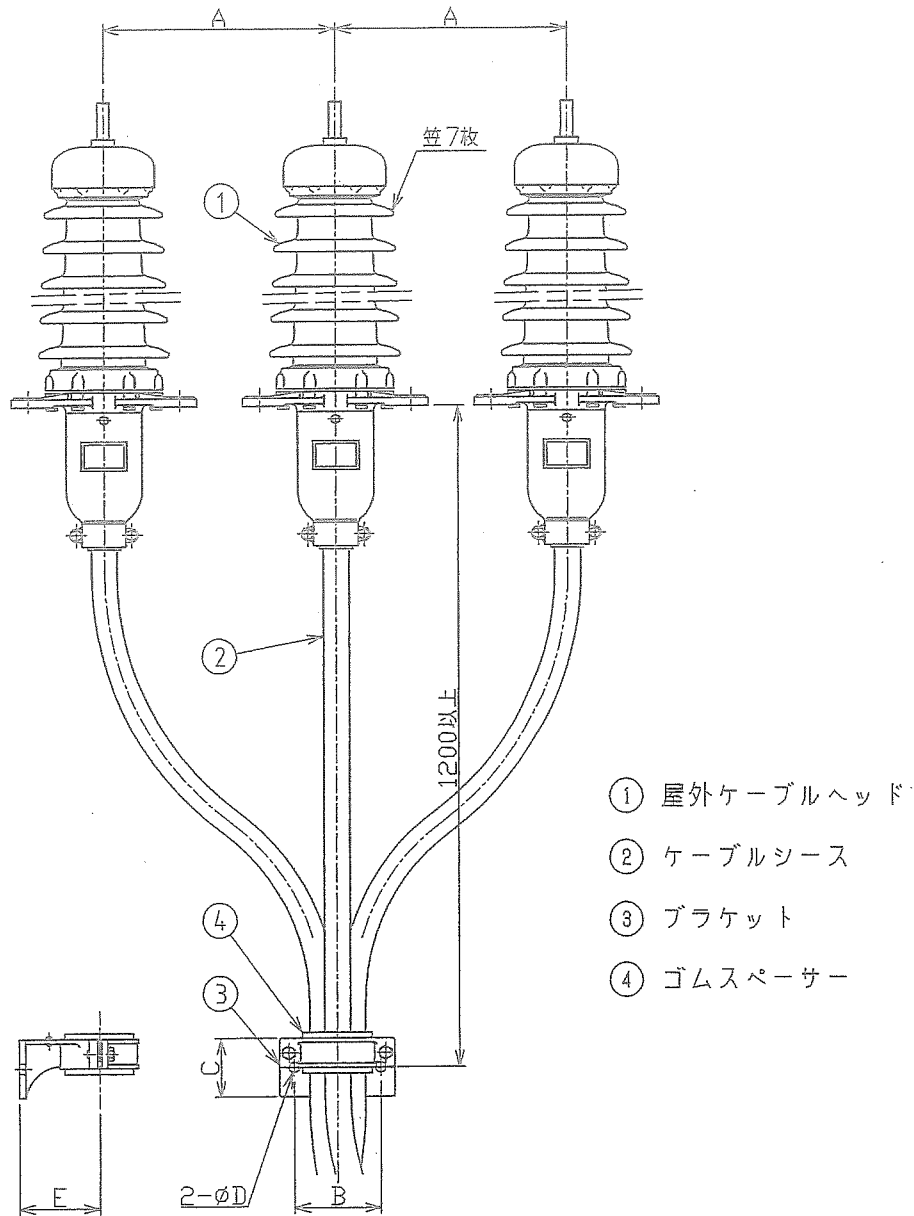 A
A
笠7枚
①
②
1200以上
① 屋外ケーブルヘッド
② ケーブルシース
③ ブラケット
④ ゴムスペーサー
④
③
C
E
2-ØD
B